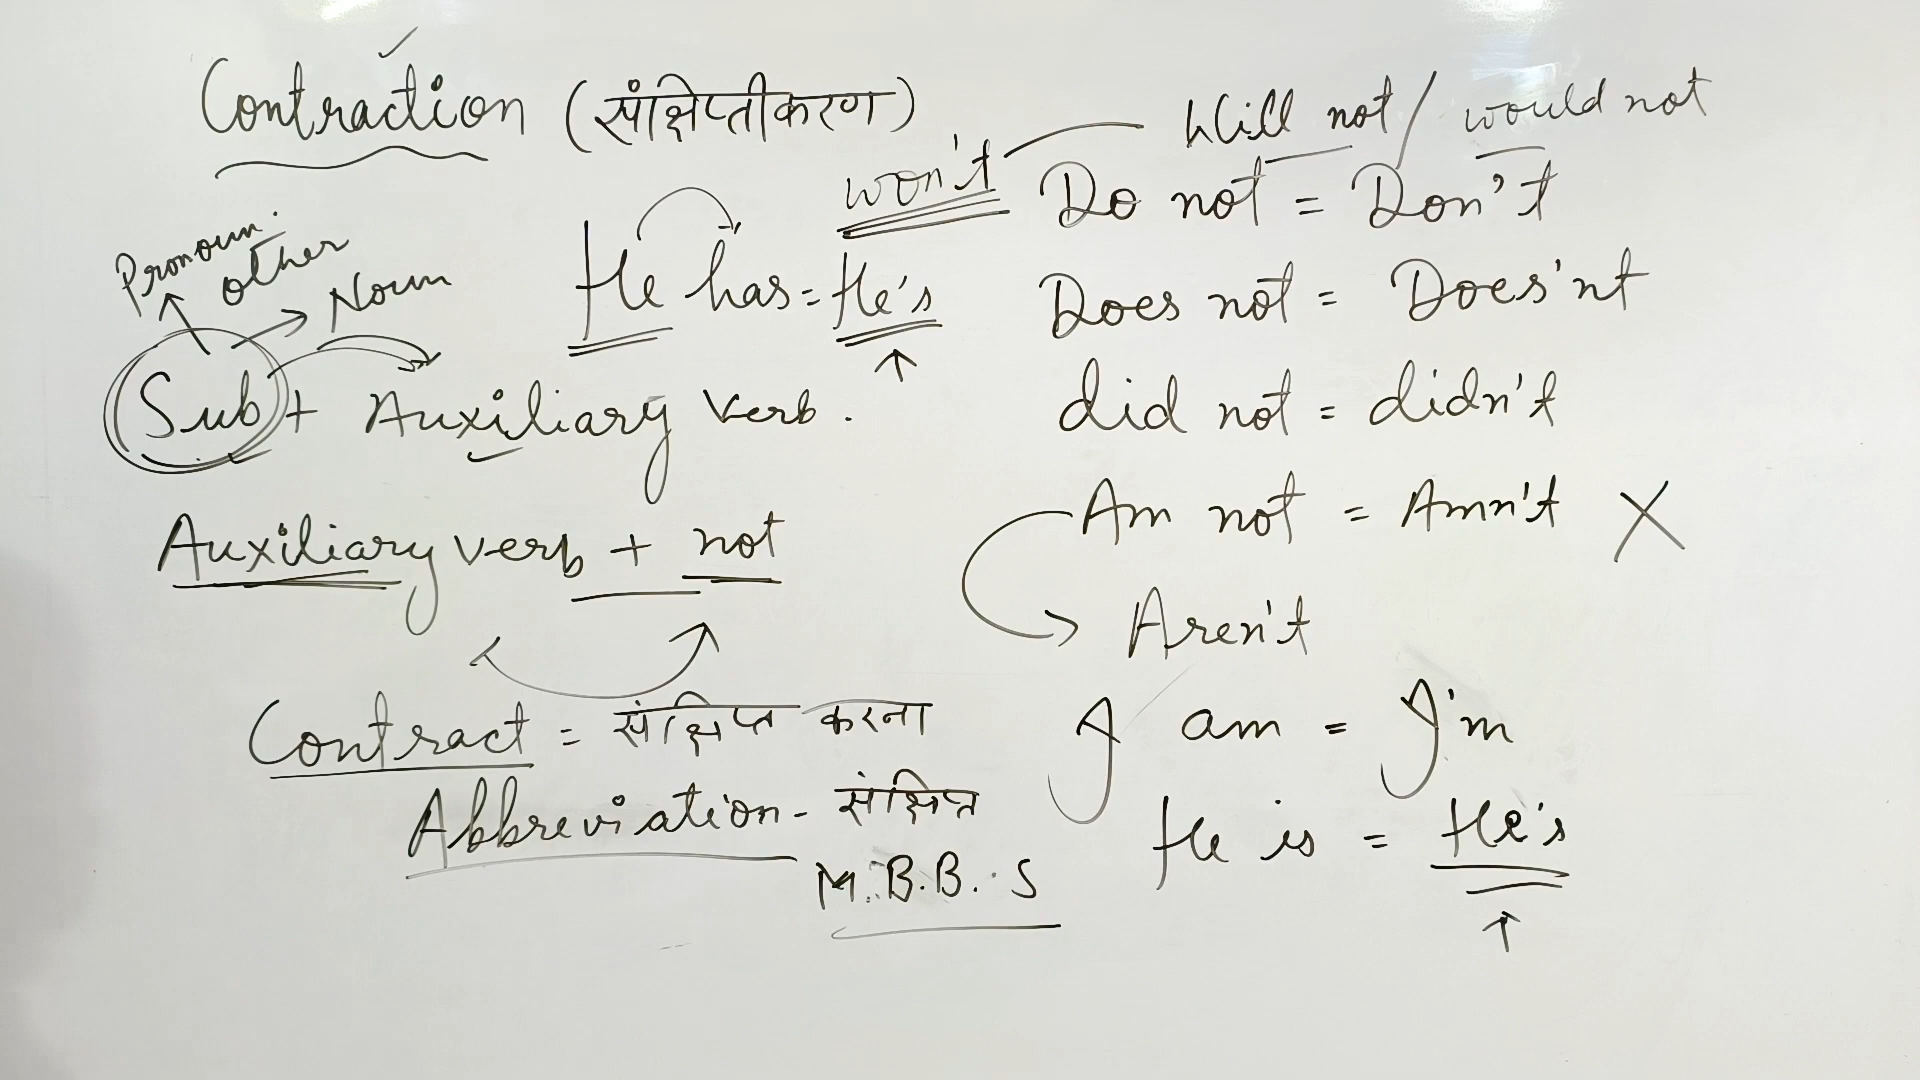 Contraction (संक्षिप्तीकरण)
Will not / would not
won't
Do not = Don't
Pronoun.
other
Noun
He has = He's
Does not = Does'nt
Sub + Auxiliary verb.
did not = didn't
Auxiliary verb + not
Am not = Amn't X
Aren't
Contract = संक्षिप्त करना
I am = I'm
Abbreviation - संक्षिप्त
He is = He's
M.B.B.S